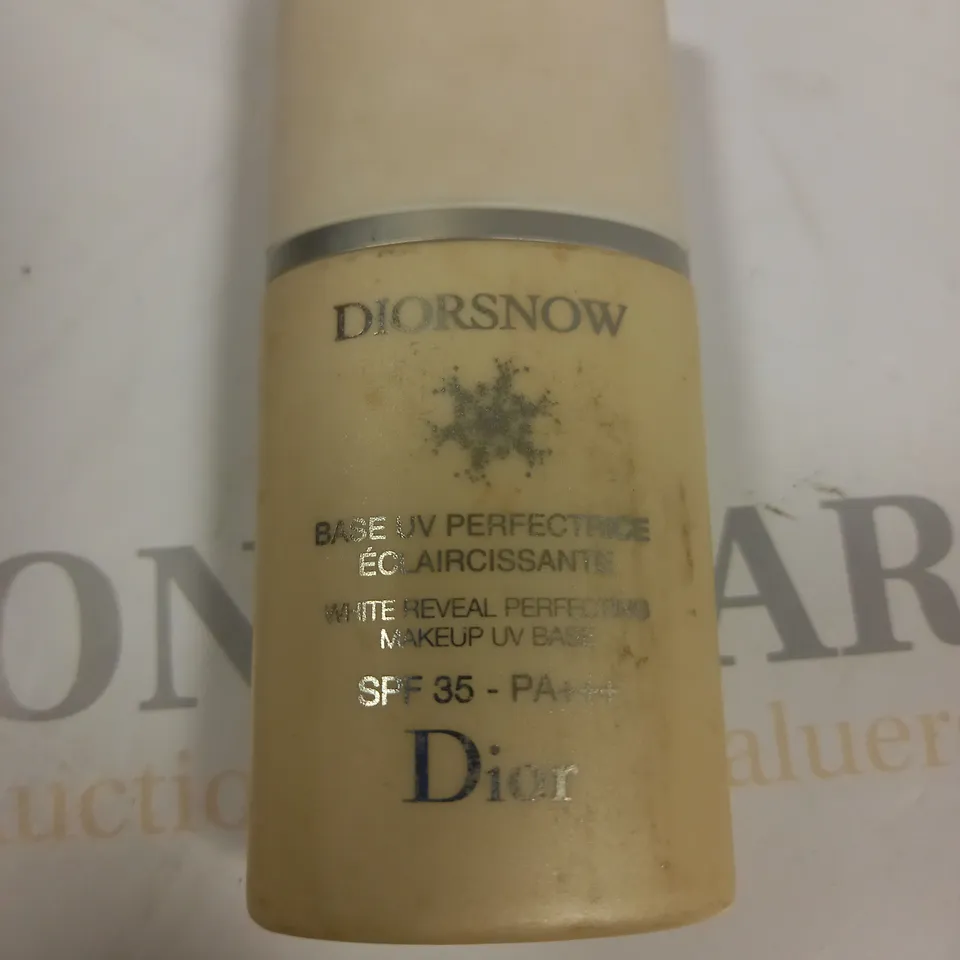 DIORSNOW
BASE UV PERFECTRICE
ÉCLAIRCISSANTE
WHITE REVEAL PERFECTING
MAKEUP UV BASE
SPF 35 - PA+++
Dior